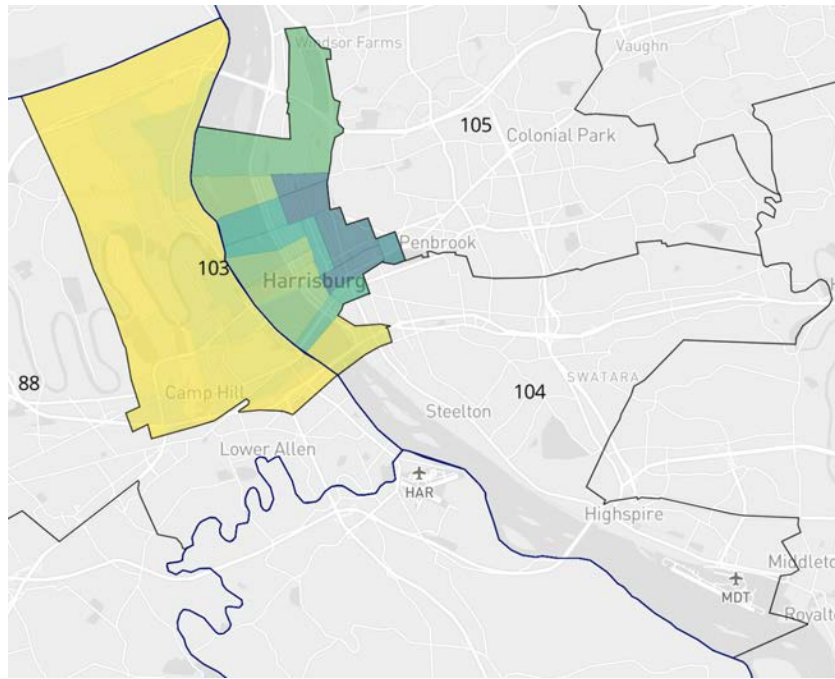 Windsor Farms
Vaughn
105
Colonial Park
Penbrook
103
Harrisburg
88
Camp Hill
104
SWATARA
Steelton
Lower Allen
HAR
Highspire
Middleto
MDT
Royalto